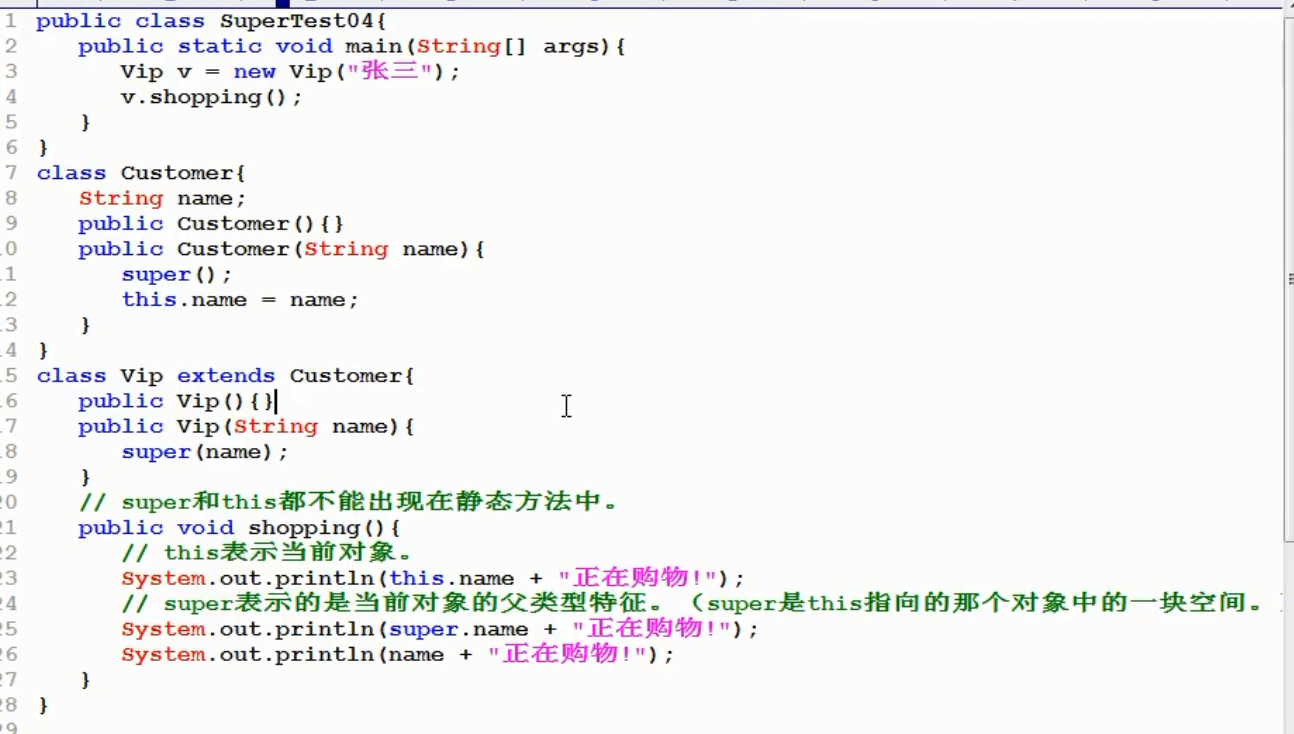 1 public class SuperTest04{
2 public static void main(String[] args){
3 Vip v = new Vip("张三");
4 v.shopping();
5 }
6 }
7 class Customer{
8 String name;
9 public Customer(){}
0 public Customer(String name){
1 super();
2 this.name = name;
3 }
4 }
5 class Vip extends Customer{
6 public Vip(){}
7 public Vip(String name){
8 super(name);
9 }
20 // super和this都不能出现在静态方法中。
21 public void shopping(){
22 // this表示当前对象。
23 System.out.println(this.name + "正在购物!");
24 // super表示的是当前对象的父类型特征。（super是this指向的那个对象中的一块空间。
25 System.out.println(super.name + "正在购物!");
26 System.out.println(name + "正在购物!");
27 }
28 }
29